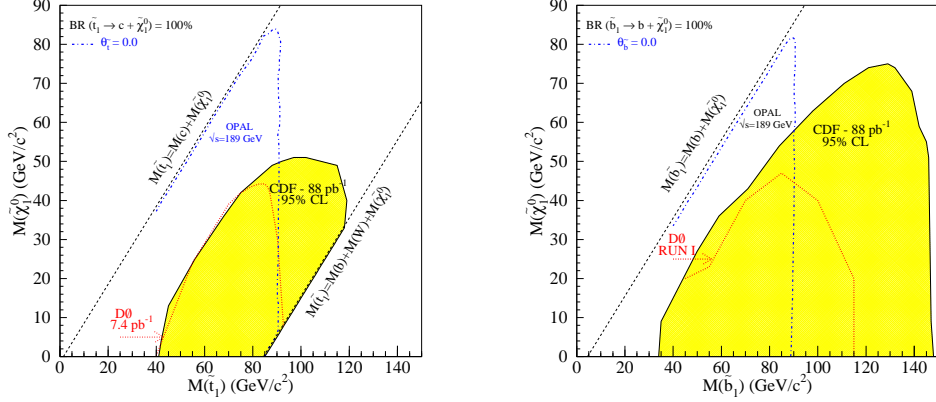 BR (t̃₁ → c + χ̃₁⁰) = 100%
θt̃ = 0.0
M(t̃₁)=M(c)+M(χ̃₁⁰)
OPAL
√s=189 GeV
CDF - 88 pb⁻¹
95% CL
M(t̃₁)=M(b)+M(W)+M(χ̃₁⁰)
DØ
7.4 pb⁻¹
M(χ̃₁⁰) (GeV/c²)
90
80
70
60
50
40
30
20
10
0
0 20 40 60 80 100 120 140
M(t̃₁) (GeV/c²)
BR (b̃₁ → b + χ̃₁⁰) = 100%
θb̃ = 0.0
M(b̃₁)=M(b)+M(χ̃₁⁰)
OPAL
√s=189 GeV
CDF - 88 pb⁻¹
95% CL
DØ
RUN I
M(χ̃₁⁰) (GeV/c²)
90
80
70
60
50
40
30
20
10
0
0 20 40 60 80 100 120 140
M(b̃₁) (GeV/c²)